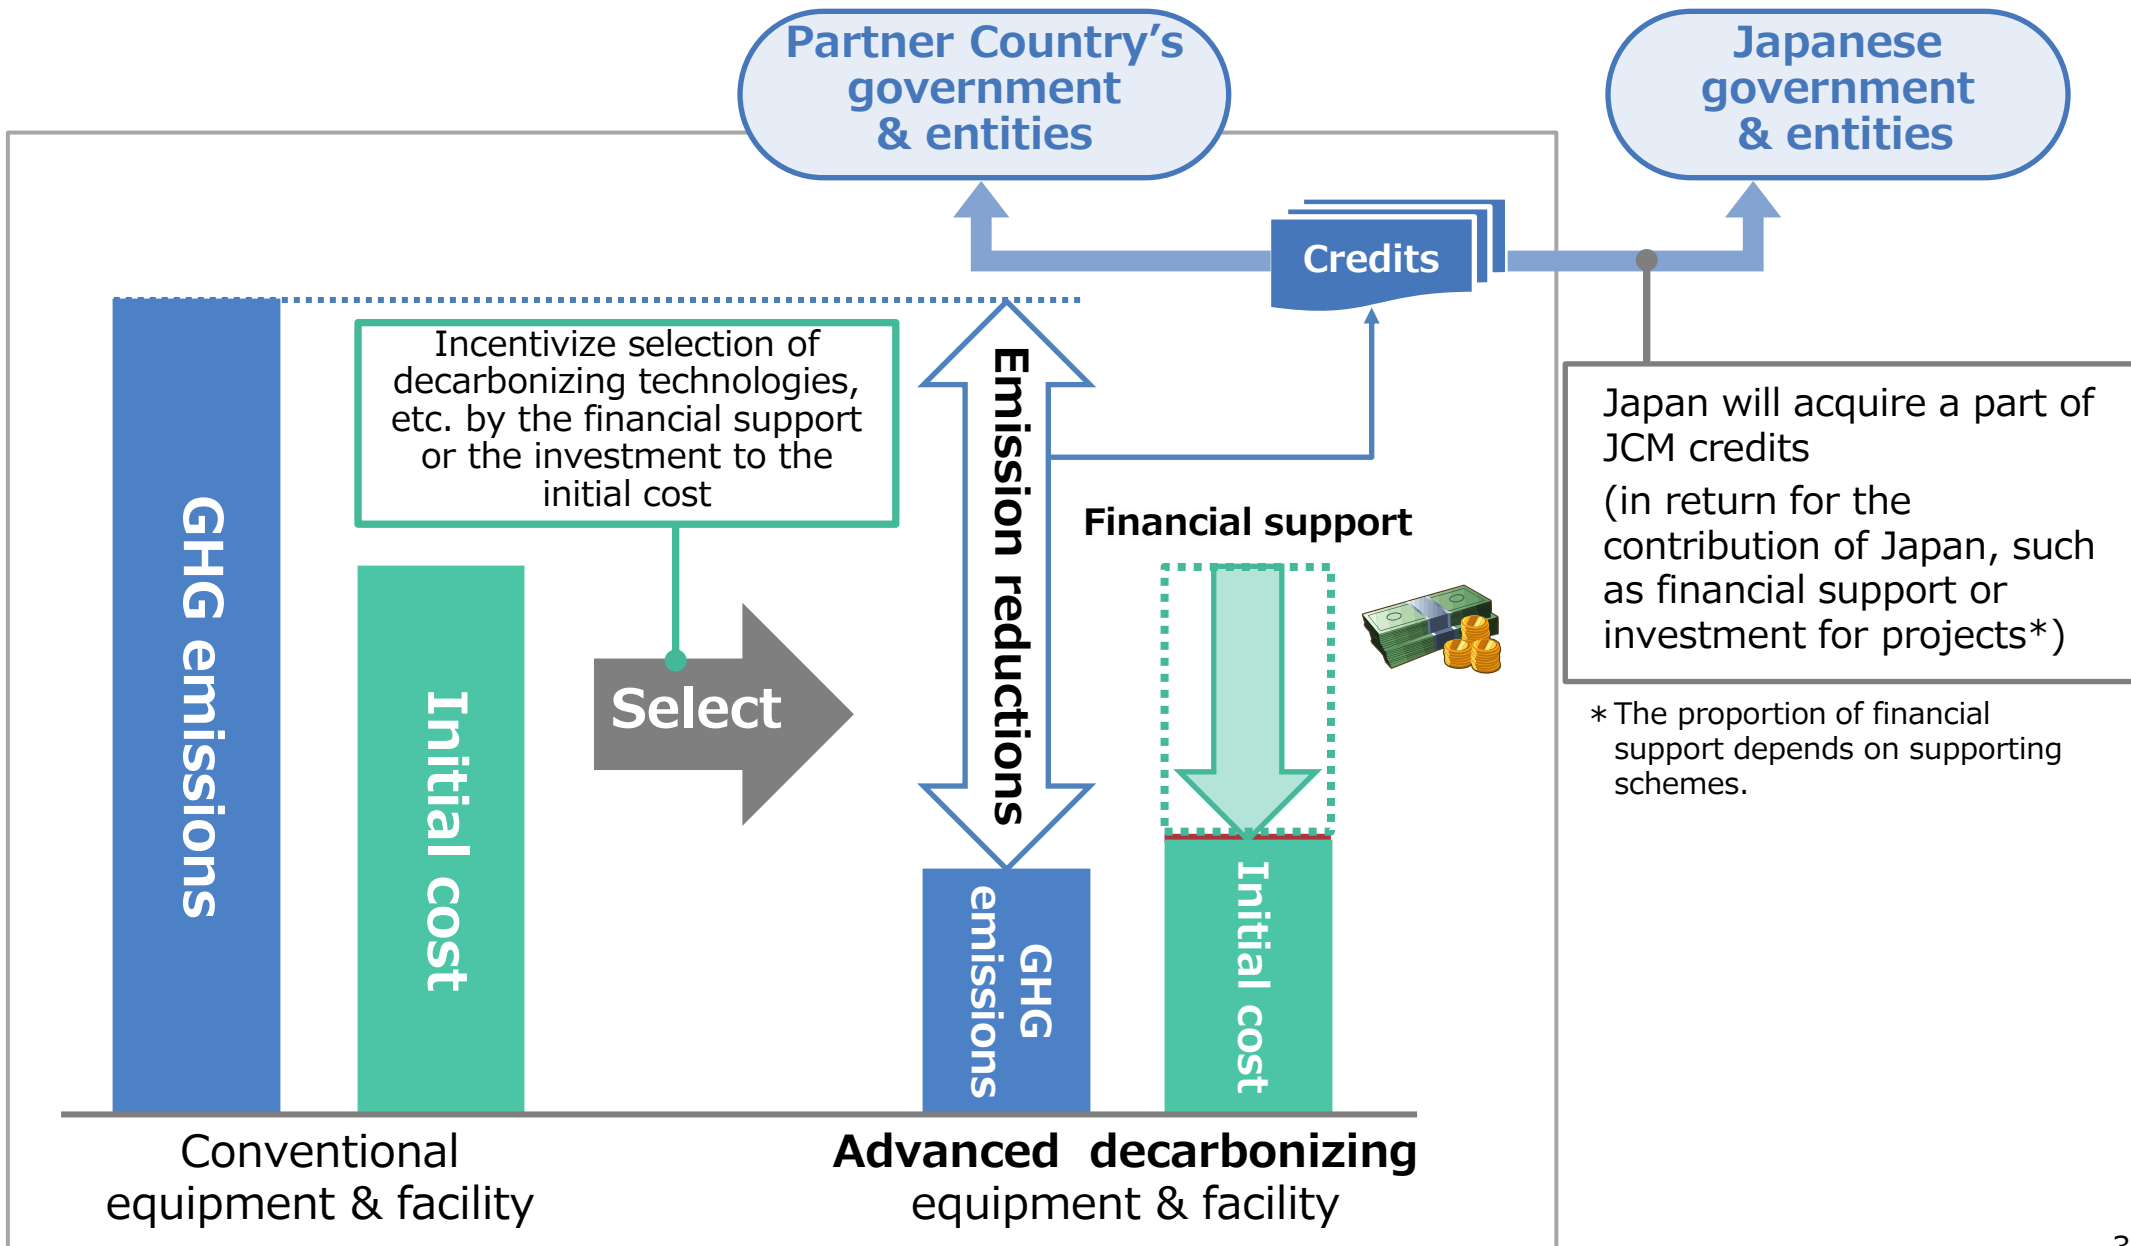 Partner Country’s
government
& entities
Japanese
government
& entities
Credits
Incentivize selection of
decarbonizing technologies,
etc. by the financial support
or the investment to the
initial cost
GHG emissions
Initial cost
Select
Emission reductions
Financial support
GHG
emissions
Initial cost
Japan will acquire a part of
JCM credits
(in return for the
contribution of Japan, such
as financial support or
investment for projects*)
* The proportion of financial
support depends on supporting
schemes.
Conventional
equipment & facility
Advanced decarbonizing
equipment & facility
3